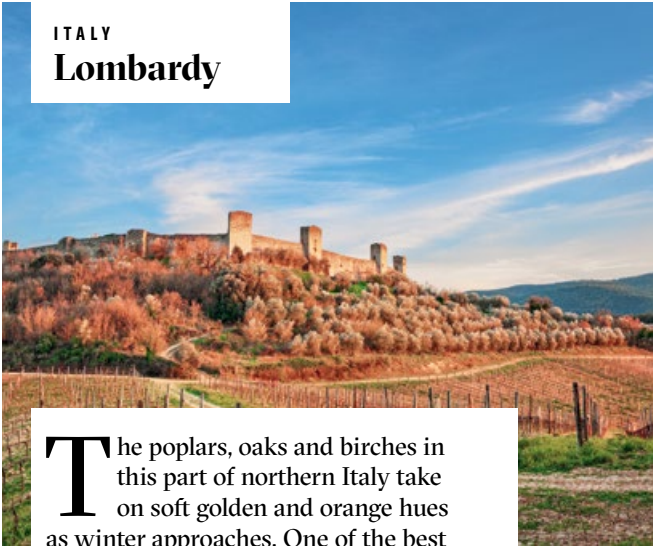 ITALY
Lombardy
The poplars, oaks and birches in
this part of northern Italy take
on soft golden and orange hues
as winter approaches. One of the best